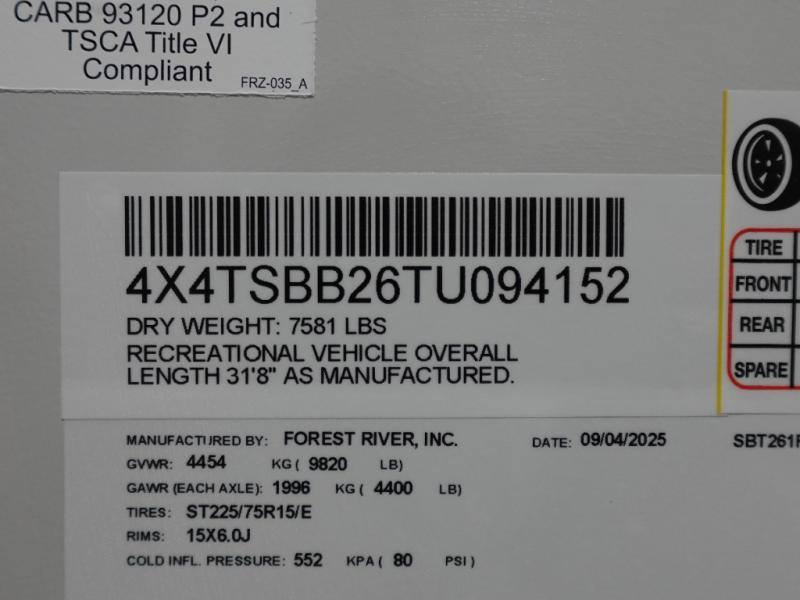 CARB 93120 P2 and
TSCA Title VI
Compliant
FRZ-035_A
4X4TSBB26TU094152
DRY WEIGHT: 7581 LBS
RECREATIONAL VEHICLE OVERALL
LENGTH 31'8" AS MANUFACTURED.
TIRE
FRONT
REAR
SPARE
MANUFACTURED BY: FOREST RIVER, INC. DATE: 09/04/2025 SBT261
GVWR: 4454 KG ( 9820 LB)
GAWR (EACH AXLE): 1996 KG ( 4400 LB)
TIRES: ST225/75R15/E
RIMS: 15X6.0J
COLD INFL. PRESSURE: 552 KPA ( 80 PSI )